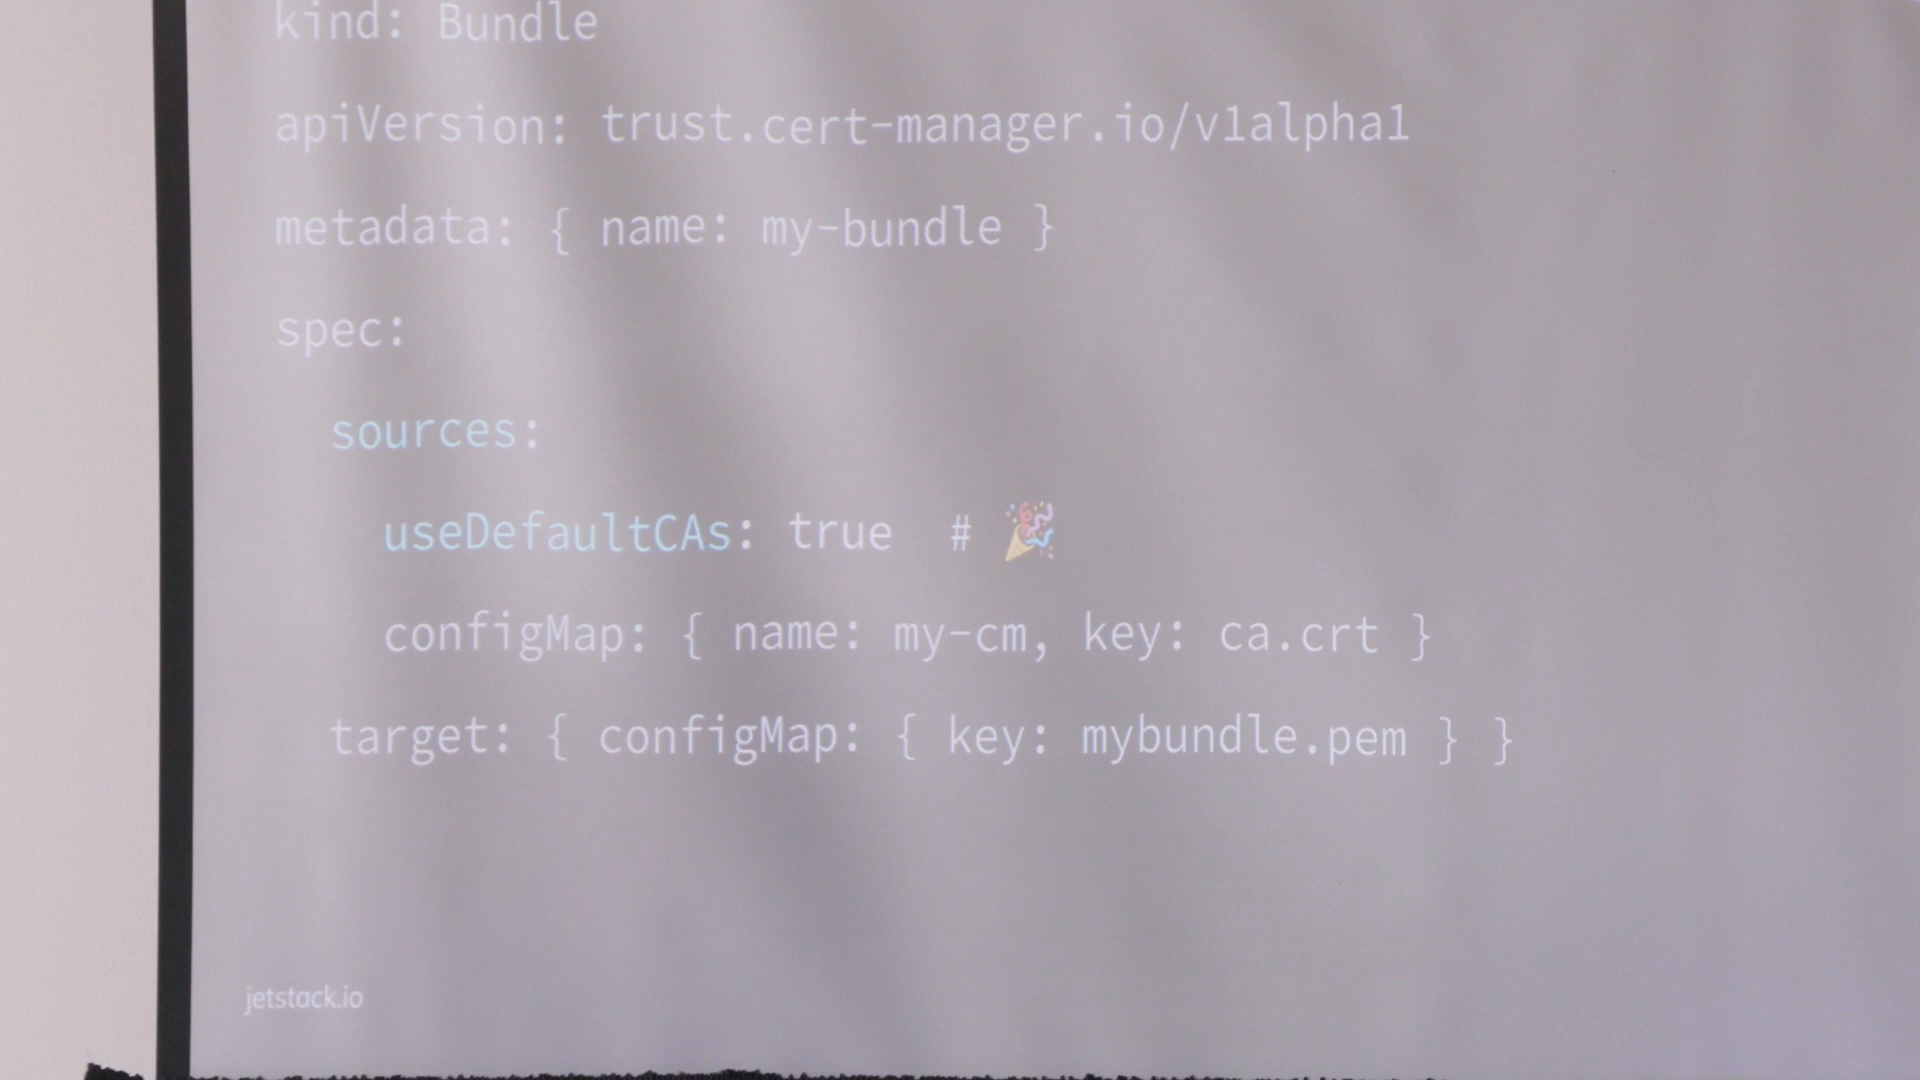 kind: Bundle
apiVersion: trust.cert-manager.io/v1alpha1
metadata: { name: my-bundle }
spec:
sources:
useDefaultCAs: true # 🎉
configMap: { name: my-cm, key: ca.crt }
target: { configMap: { key: mybundle.pem } }
jetstack.io